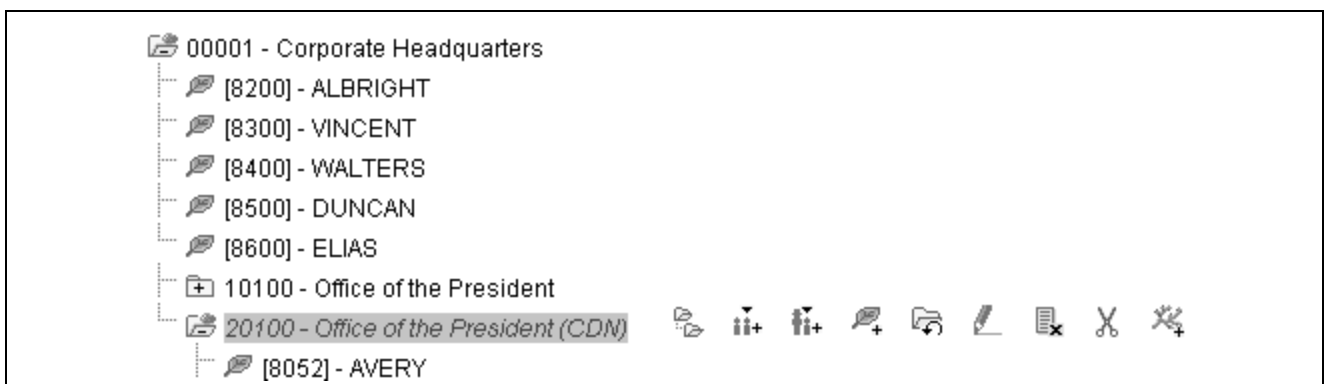 00001 - Corporate Headquarters
[8200] - ALBRIGHT
[8300] - VINCENT
[8400] - WALTERS
[8500] - DUNCAN
[8600] - ELIAS
10100 - Office of the President
20100 - Office of the President (CDN)
[8052] - AVERY